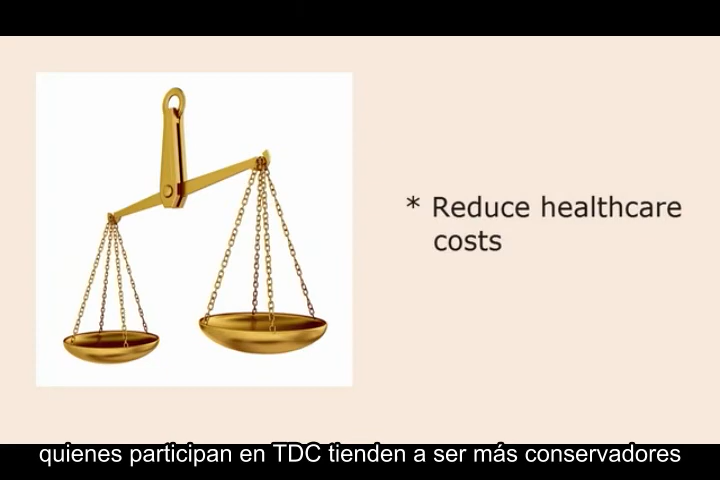 * Reduce healthcare
costs
quienes participan en TDC tienden a ser más conservadores